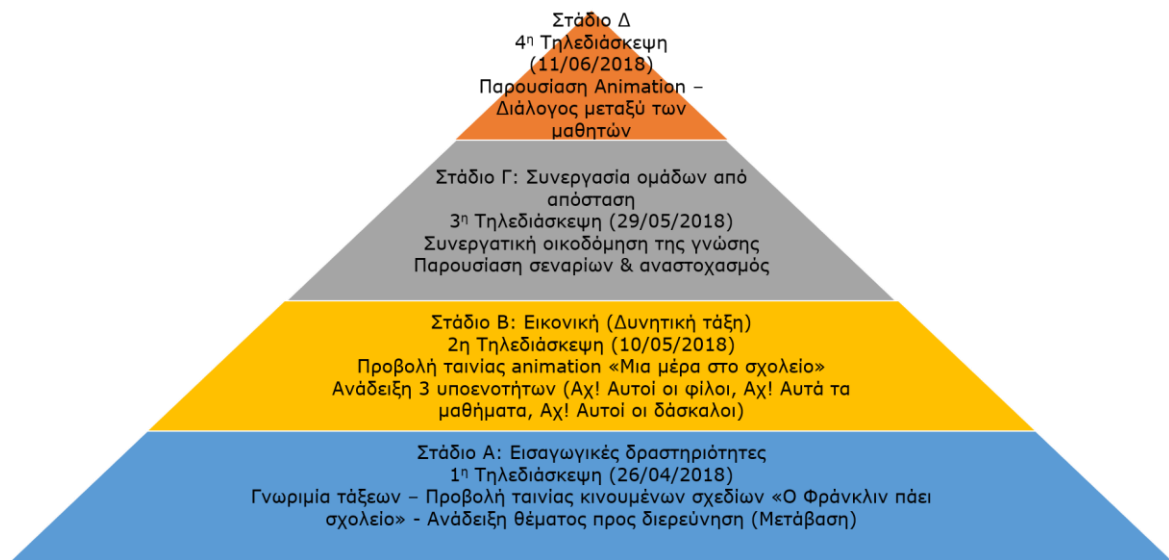 Στάδιο Δ
4η Τηλεδιάσκεψη
(11/06/2018)
Παρουσίαση Animation –
Διάλογος μεταξύ των
μαθητών
Στάδιο Γ: Συνεργασία ομάδων από
απόσταση
3η Τηλεδιάσκεψη (29/05/2018)
Συνεργατική οικοδόμηση της γνώσης
Παρουσίαση σεναρίων & αναστοχασμός
Στάδιο Β: Εικονική (Δυνητική τάξη)
2η Τηλεδιάσκεψη (10/05/2018)
Προβολή ταινίας animation «Μια μέρα στο σχολείο»
Ανάδειξη 3 υποενοτήτων (Αχ! Αυτοί οι φίλοι, Αχ! Αυτά τα
μαθήματα, Αχ! Αυτοί οι δάσκαλοι)
Στάδιο Α: Εισαγωγικές δραστηριότητες
1η Τηλεδιάσκεψη (26/04/2018)
Γνωριμία τάξεων – Προβολή ταινίας κινουμένων σχεδίων «Ο Φράνκλιν πάει
σχολείο» - Ανάδειξη θέματος προς διερεύνηση (Μετάβαση)